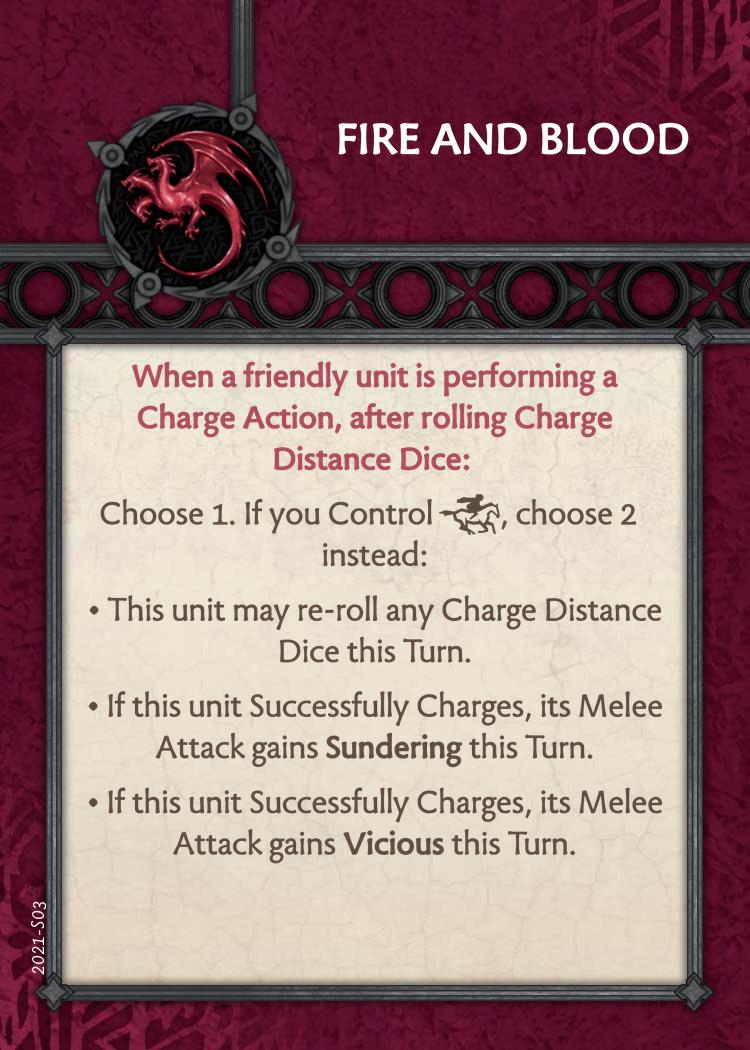 FIRE AND BLOOD
When a friendly unit is performing a
Charge Action, after rolling Charge
Distance Dice:
Choose 1. If you Control , choose 2
instead:
• This unit may re-roll any Charge Distance
Dice this Turn.
• If this unit Successfully Charges, its Melee
Attack gains Sundering this Turn.
• If this unit Successfully Charges, its Melee
Attack gains Vicious this Turn.
2021-S03